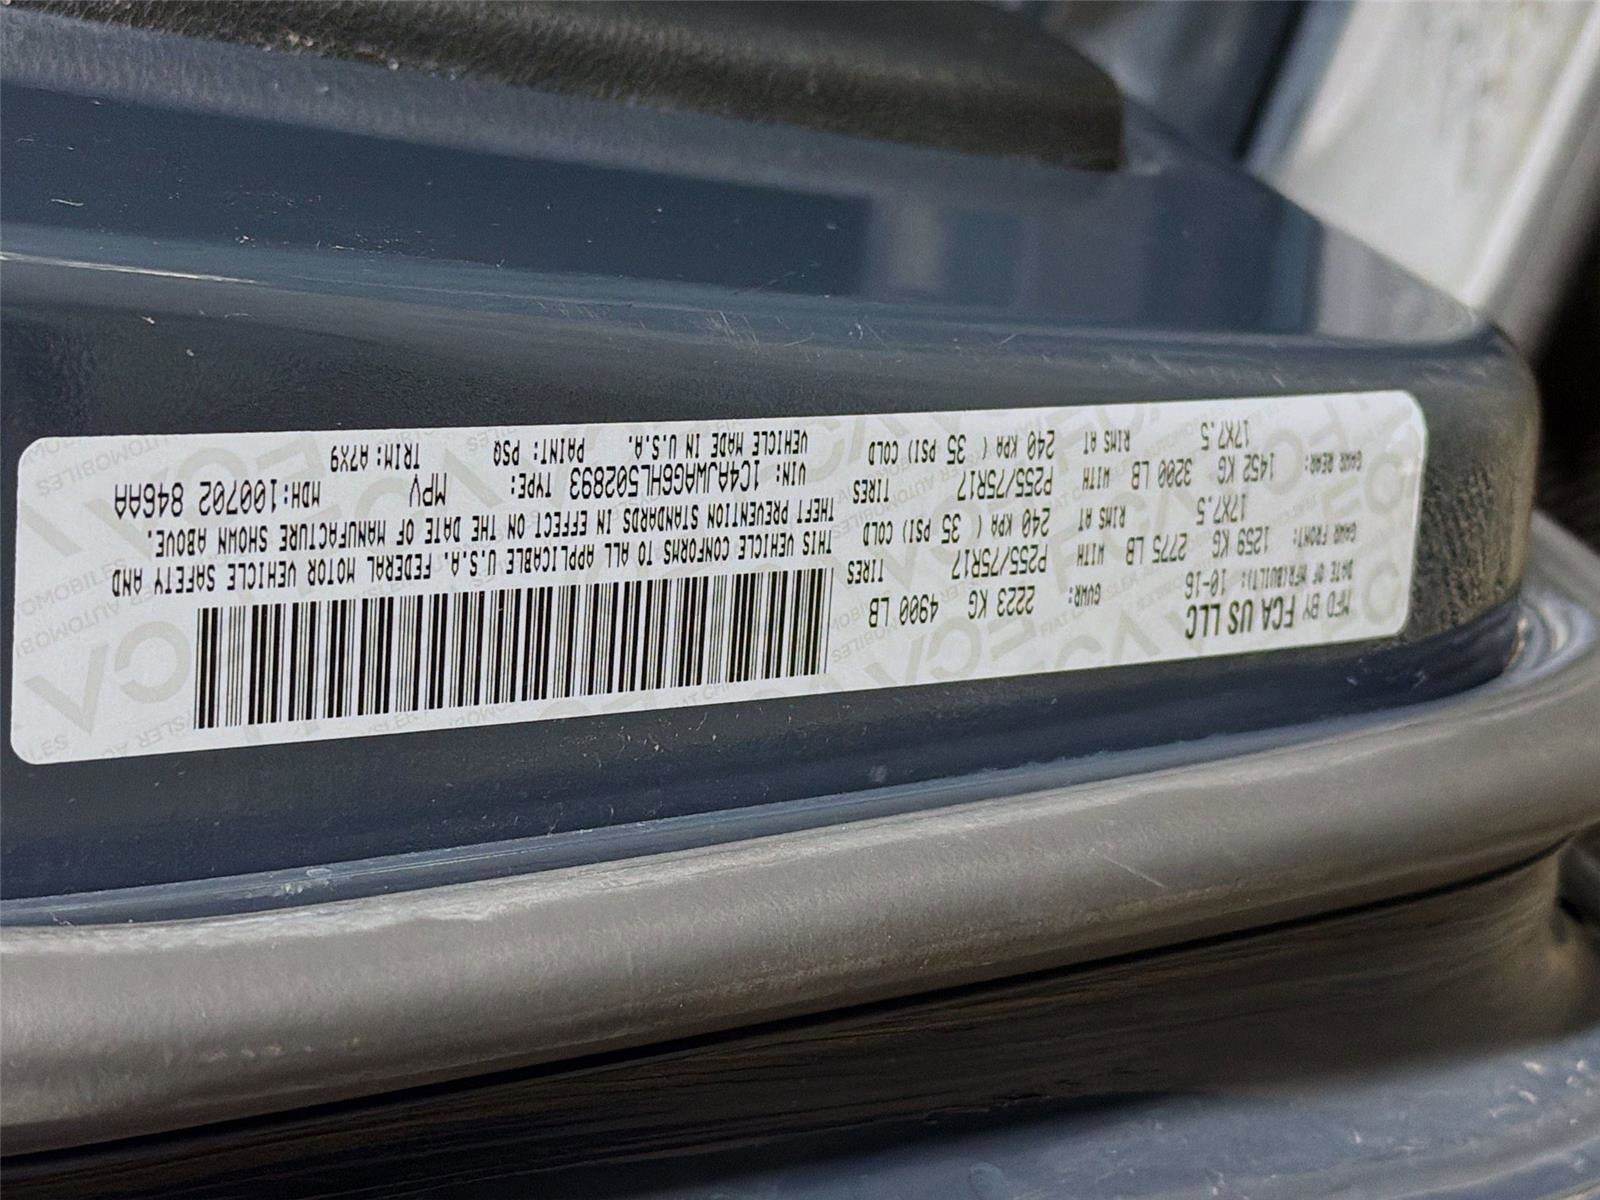 MFD BY FCA US LLC
DATE OF MFR(BUILT): 10-16 GVWR: 2223 KG 4900 LB
GAWR FRONT: 1259 KG 2775 LB WITH P255/75R17 TIRES
17X7.5 RIMS AT 240 KPA ( 35 PSI) COLD
GAWR REAR: 1452 KG 3200 LB WITH P255/75R17 TIRES
17X7.5 RIMS AT 240 KPA ( 35 PSI) COLD
THIS VEHICLE CONFORMS TO ALL APPLICABLE U.S.A. FEDERAL MOTOR VEHICLE SAFETY AND
THEFT PREVENTION STANDARDS IN EFFECT ON THE DATE OF MANUFACTURE SHOWN ABOVE.
VIN: 1C4AJWAG6HL502893 TYPE: MPV MDH:100702 846AA
VEHICLE MADE IN U.S.A. PAINT: PSQ TRIM: A7X9